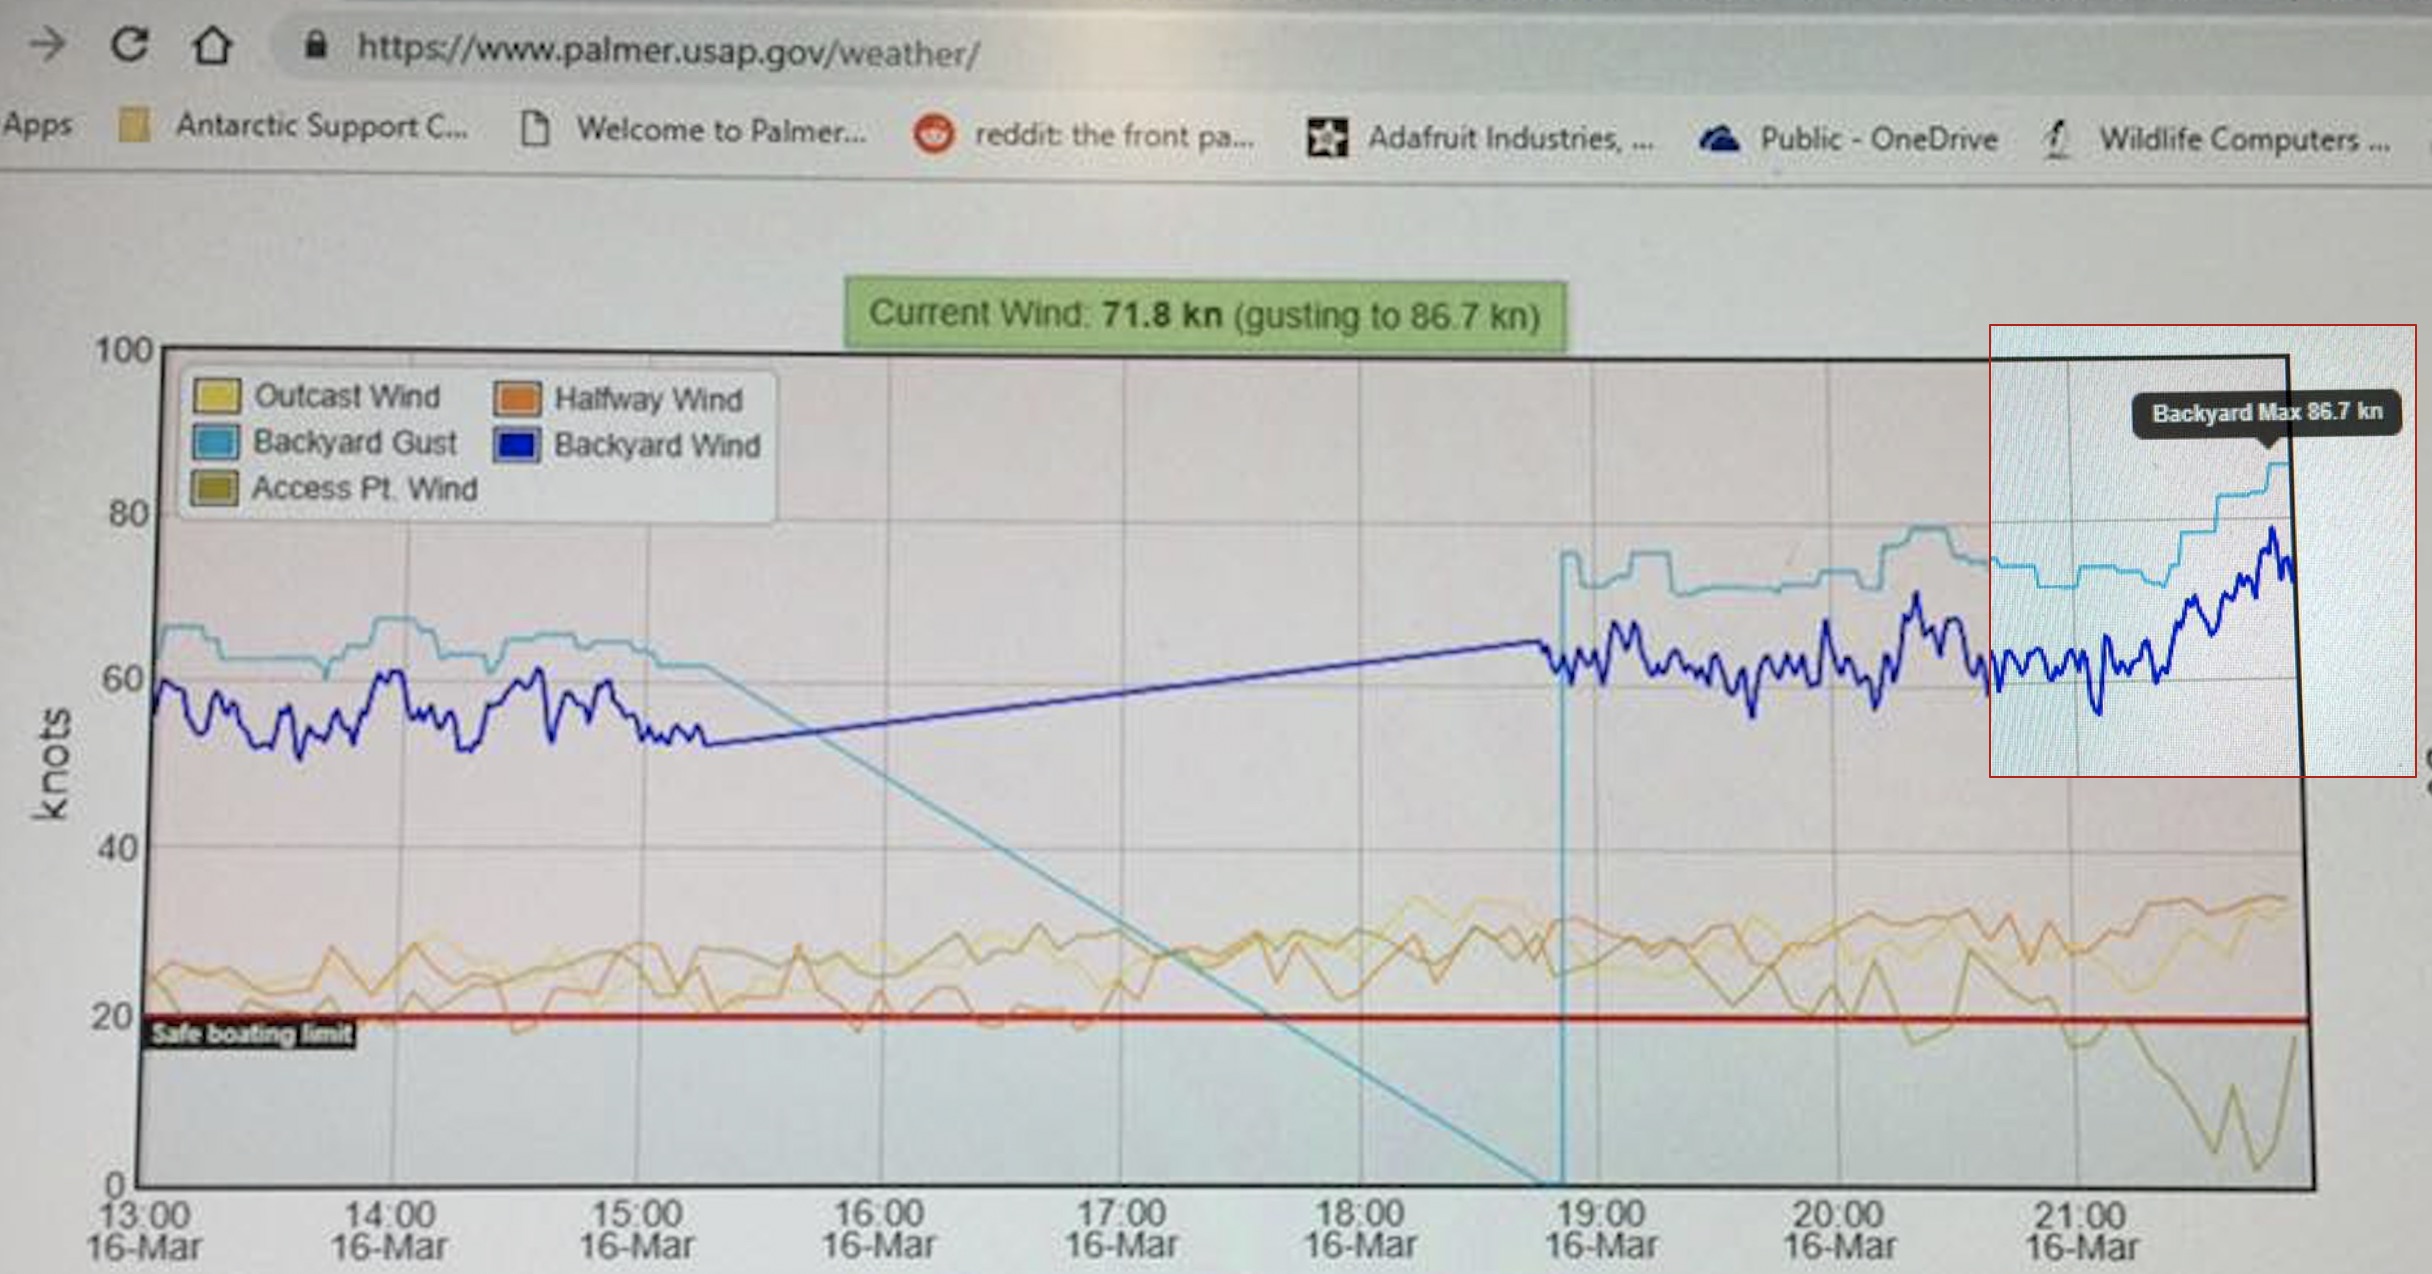 https://www.palmer.usap.gov/weather/
Apps Antarctic Support C... Welcome to Palmer... reddit: the front pa... Adafruit Industries, ... Public - OneDrive Wildlife Computers ...
Current Wind: 71.8 kn (gusting to 86.7 kn)
100
Outcast Wind Halfway Wind
Backyard Gust Backyard Wind
Access Pt. Wind
Backyard Max 86.7 kn
80
60
knots
40
20
Safe boating limit
0
13:00 14:00 15:00 16:00 17:00 18:00 19:00 20:00 21:00
16-Mar 16-Mar 16-Mar 16-Mar 16-Mar 16-Mar 16-Mar 16-Mar 16-Mar